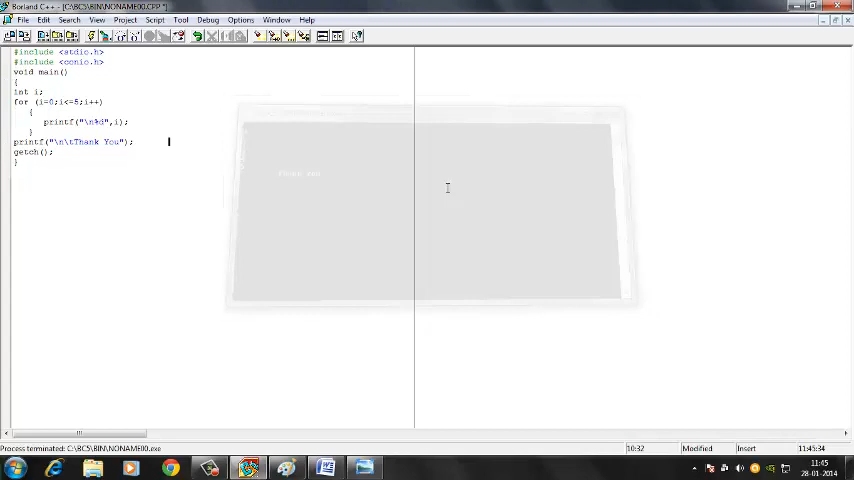 Borland C++ - [C:\BC5\BIN\NONAME00.CPP *]
File Edit Search View Project Script Tool Debug Options Window Help
#include <stdio.h>
#include <conio.h>
void main()
{
int i;
for (i=0;i<=5;i++)
{
printf("\n%d",i);
}
printf("\n\tThank You");
getch();
}
Thank You
Process terminated: C:\BC5\BIN\NONAME00.exe 10:32 Modified Insert 11:45:34
11:45
28-01-2014